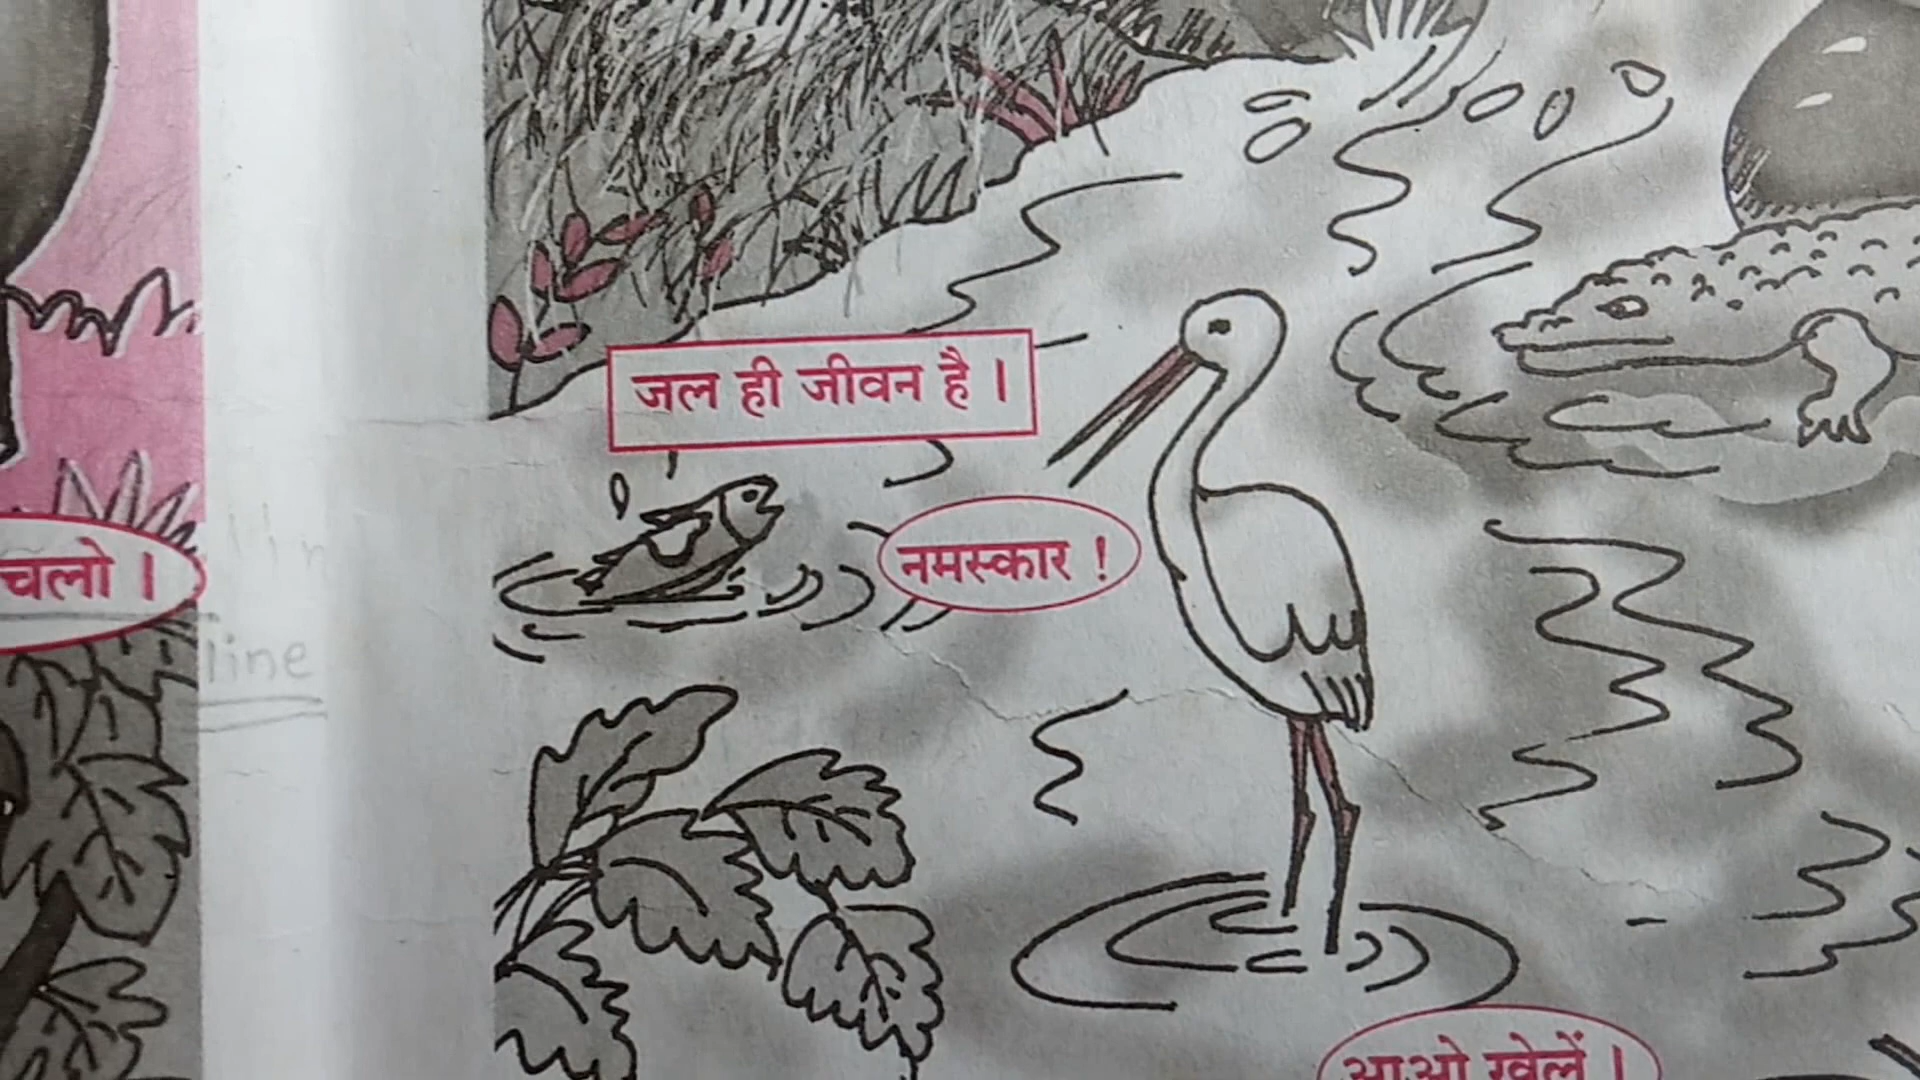 जल ही जीवन है ।
नमस्कार !
चलो ।
line
आओ खेलें ।